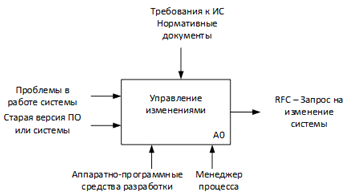 Требования к ИС
Нормативные
документы
Проблемы в
работе системы
Старая версия ПО
или системы
Управление
изменениями
A0
RFC – Запрос на
изменение
системы
Аппаратно-программные
средства разработки
Менеджер
процесса